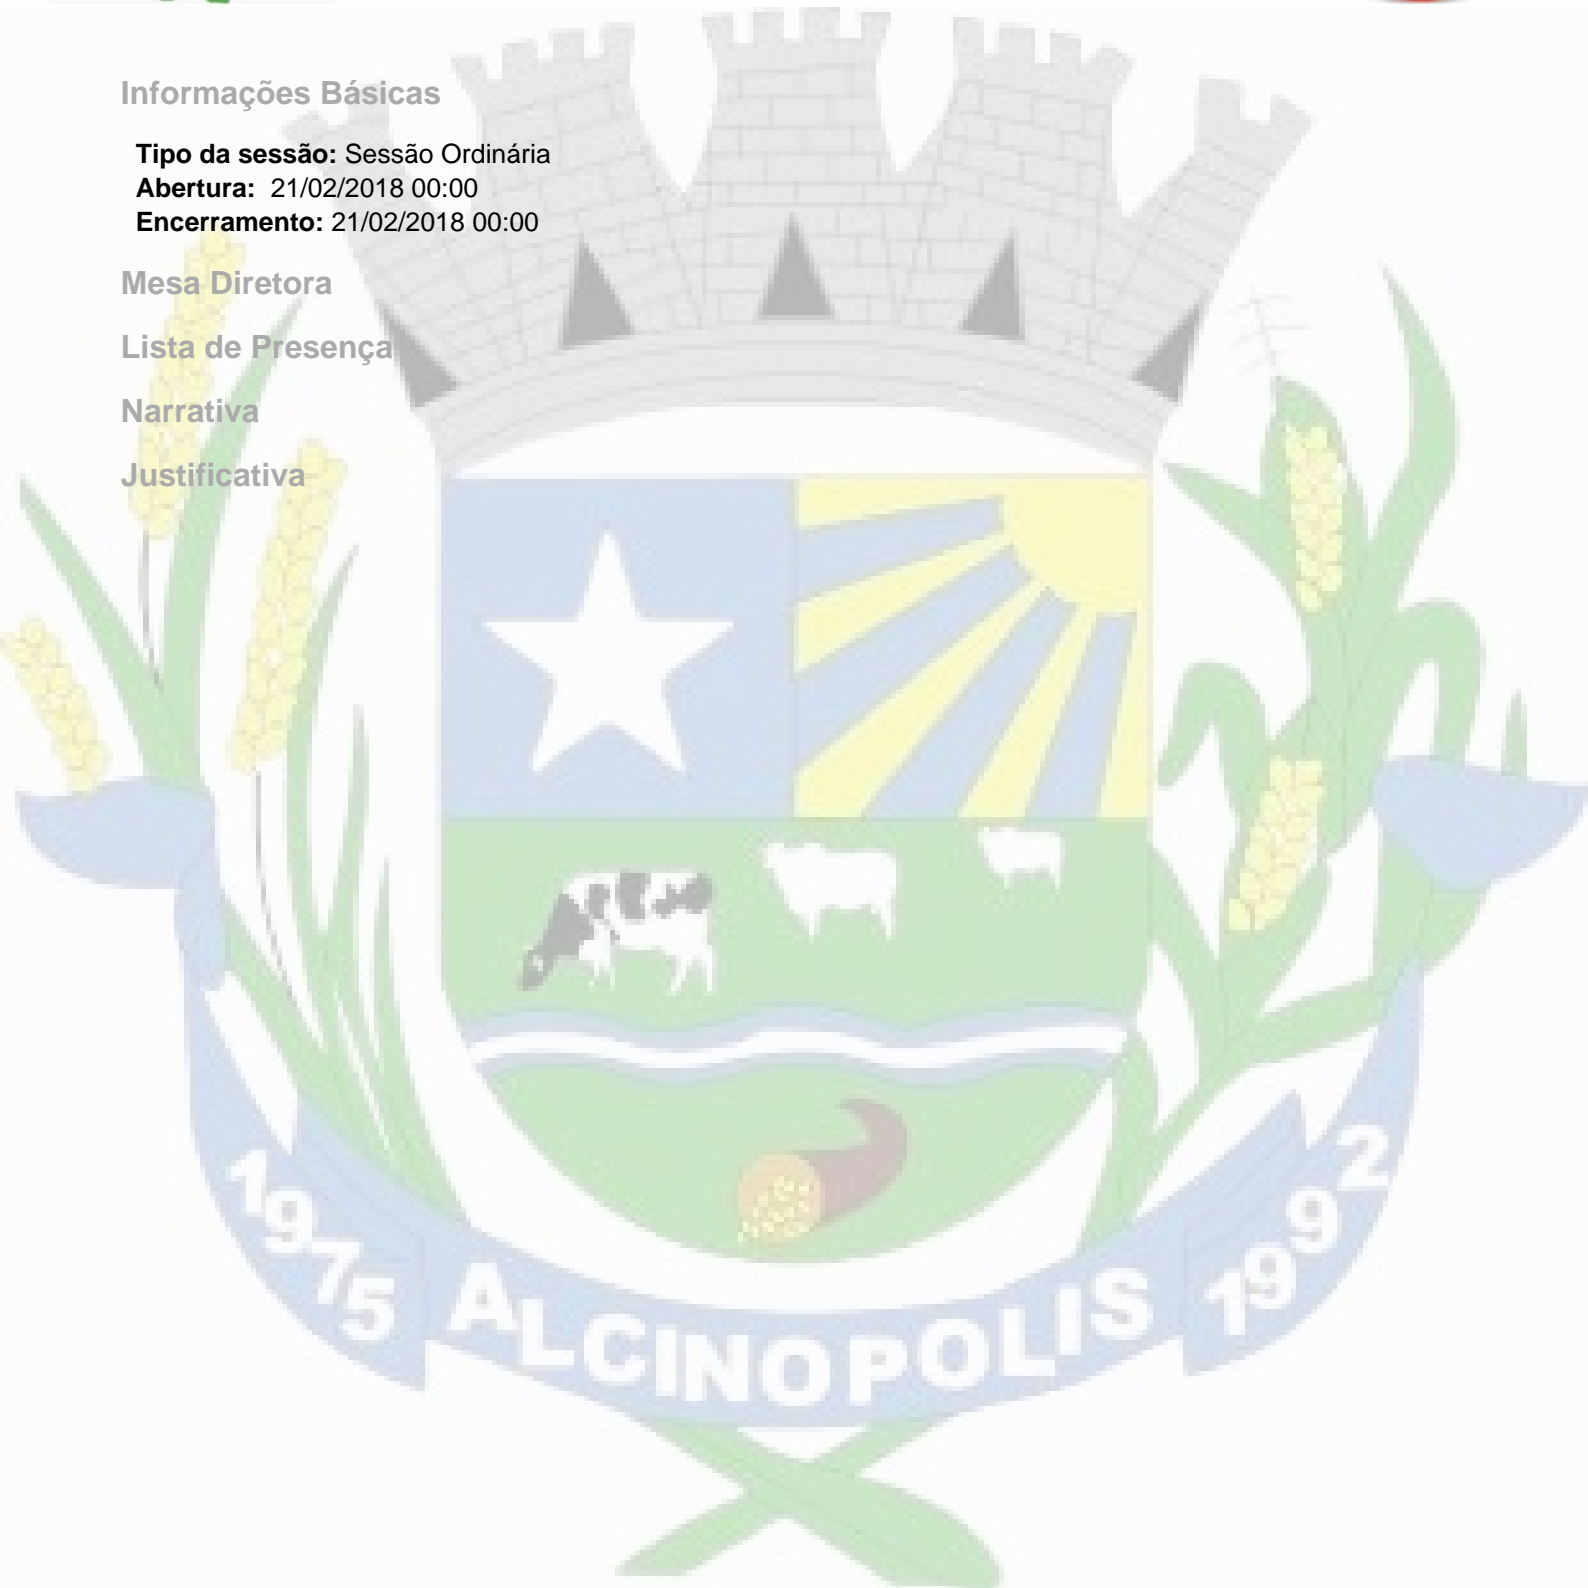 Informações Básicas
Tipo da sessão: Sessão Ordinária
Abertura: 21/02/2018 00:00
Encerramento: 21/02/2018 00:00
Mesa Diretora
Lista de Presença
Narrativa
Justificativa
1975 ALCINOPOLIS 1992